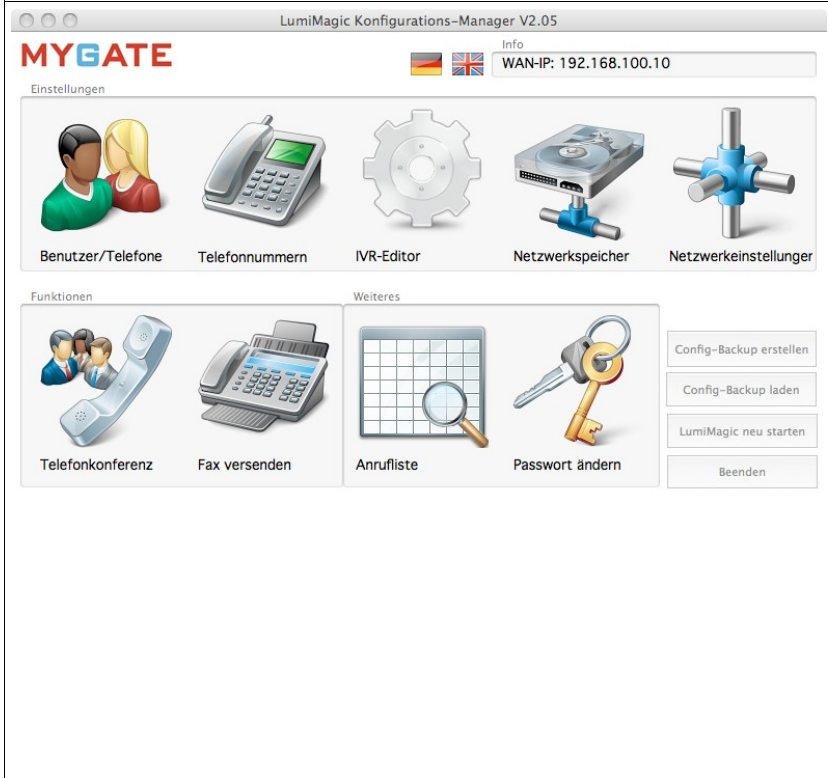 LumiMagic Konfigurations-Manager V2.05
MYGATE
Info
WAN-IP: 192.168.100.10
Einstellungen
Benutzer/Telefone
Telefonnummern
IVR-Editor
Netzwerkspeicher
Netzwerkeinstellunger
Funktionen
Weiteres
Telefonkonferenz
Fax versenden
Anrufliste
Passwort ändern
Config-Backup erstellen
Config-Backup laden
LumiMagic neu starten
Beenden